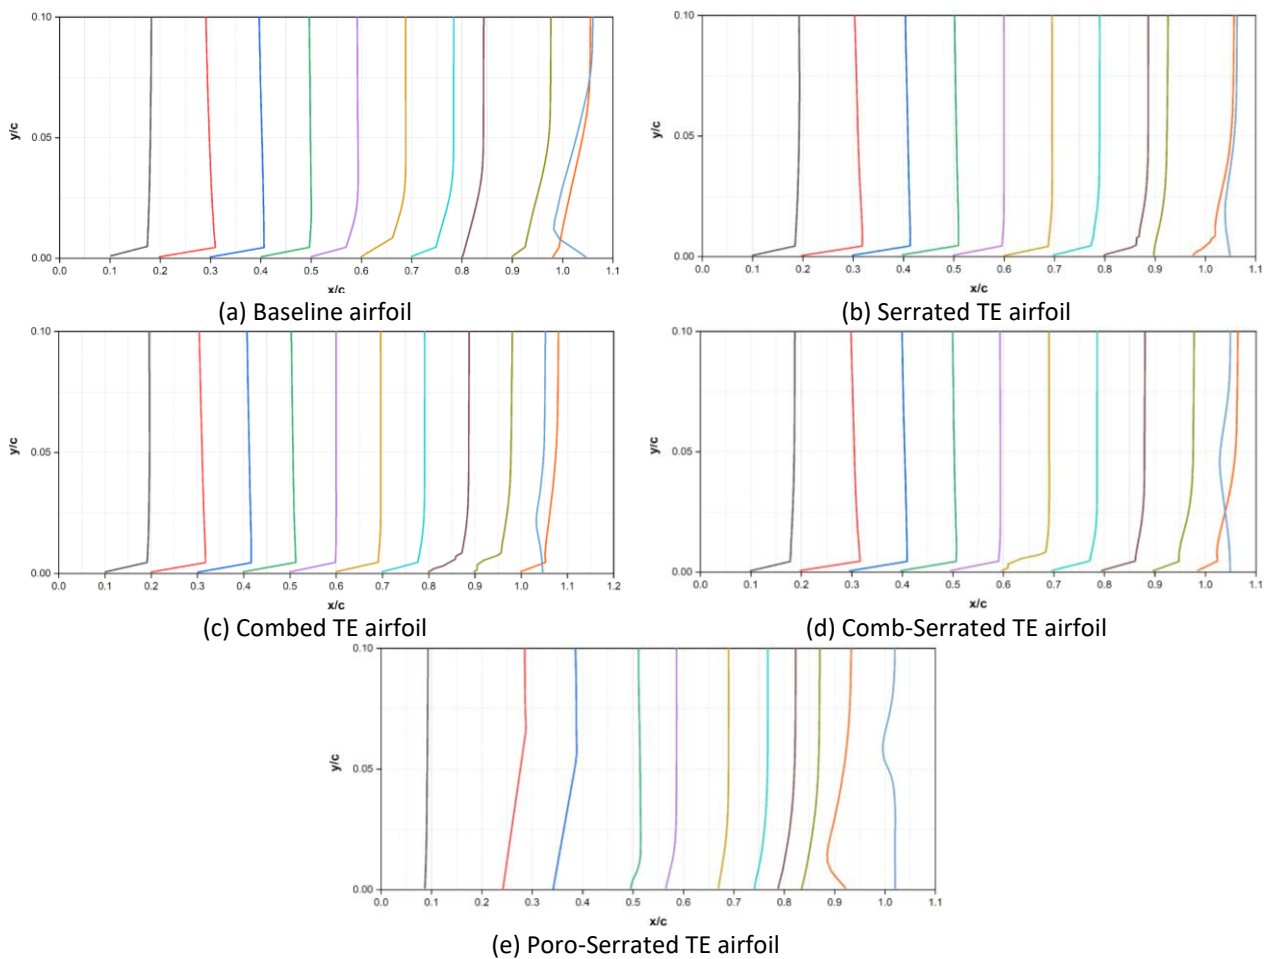 0.10
0.05
0.00
y/c
0.0 0.1 0.2 0.3 0.4 0.5 0.6 0.7 0.8 0.9 1.0 1.1
x/c
(a) Baseline airfoil
0.10
0.05
0.00
y/c
0.0 0.1 0.2 0.3 0.4 0.5 0.6 0.7 0.8 0.9 1.0 1.1
x/c
(b) Serrated TE airfoil
0.10
0.05
0.00
y/c
0.0 0.1 0.2 0.3 0.4 0.5 0.6 0.7 0.8 0.9 1.0 1.1 1.2
x/c
(c) Combed TE airfoil
0.10
0.05
0.00
y/c
0.0 0.1 0.2 0.3 0.4 0.5 0.6 0.7 0.8 0.9 1.0 1.1
x/c
(d) Comb-Serrated TE airfoil
0.10
0.05
0.00
y/c
0.0 0.1 0.2 0.3 0.4 0.5 0.6 0.7 0.8 0.9 1.0 1.1
x/c
(e) Poro-Serrated TE airfoil